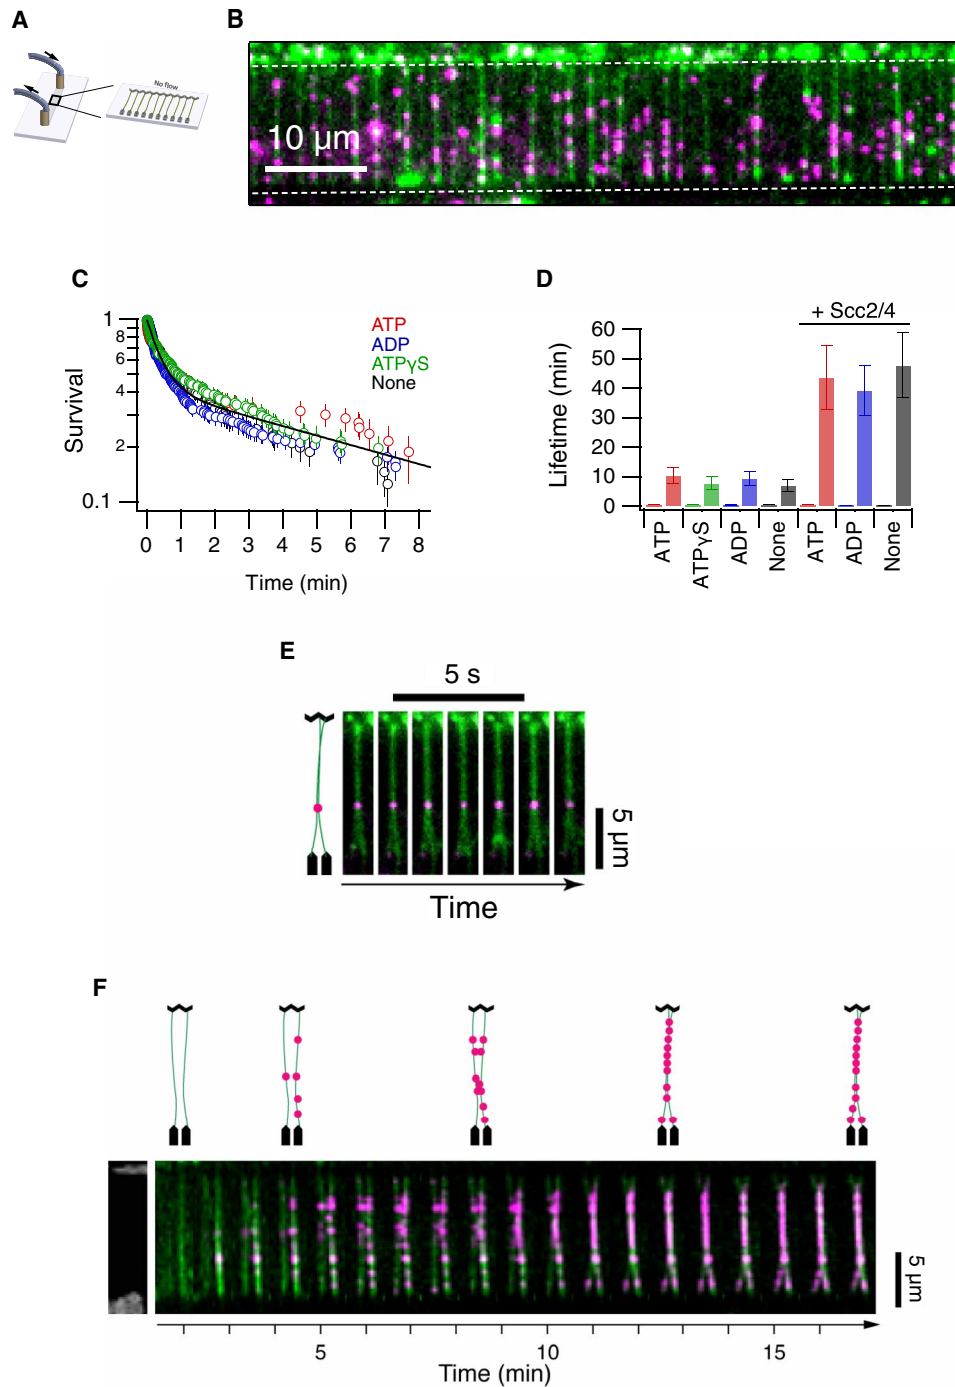 A
No flow
B
10 µm
C
1
8
6
4
2
0.1
Survival
ATP
ADP
ATPγS
None
0 1 2 3 4 5 6 7 8
Time (min)
D
+ Scc2/4
60
50
40
30
20
10
0
Lifetime (min)
ATP
ATPγS
ADP
None
ATP
ADP
None
E
5 s
5 µm
Time
F
5 µm
5 10 15
Time (min)